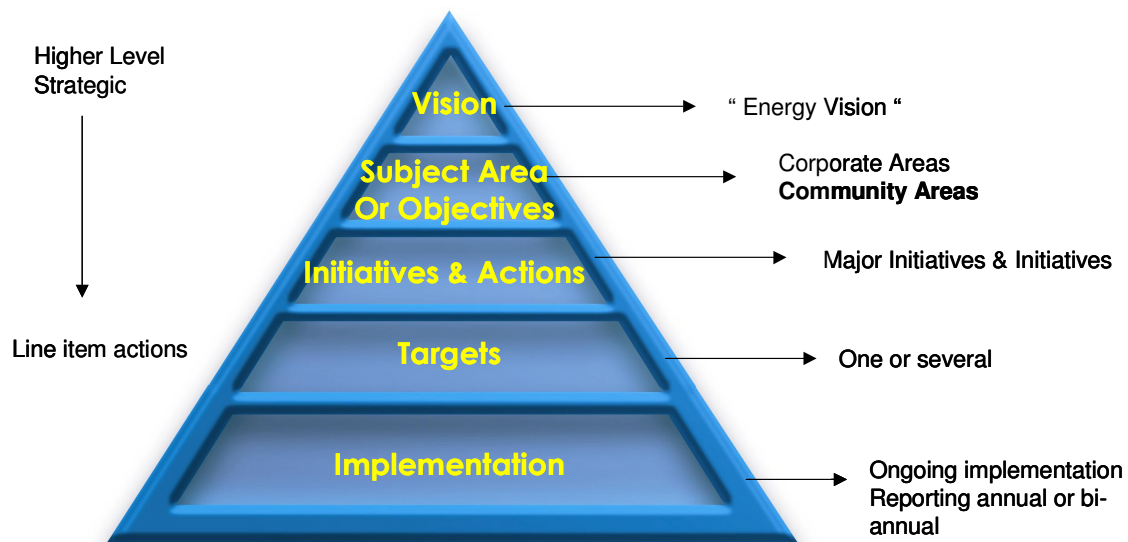 Higher Level
Strategic
Line item actions
Vision
Subject Area
Or Objectives
Initiatives & Actions
Targets
Implementation
“ Energy Vision “
Corporate Areas
Community Areas
Major Initiatives & Initiatives
One or several
Ongoing implementation
Reporting annual or bi-
annual